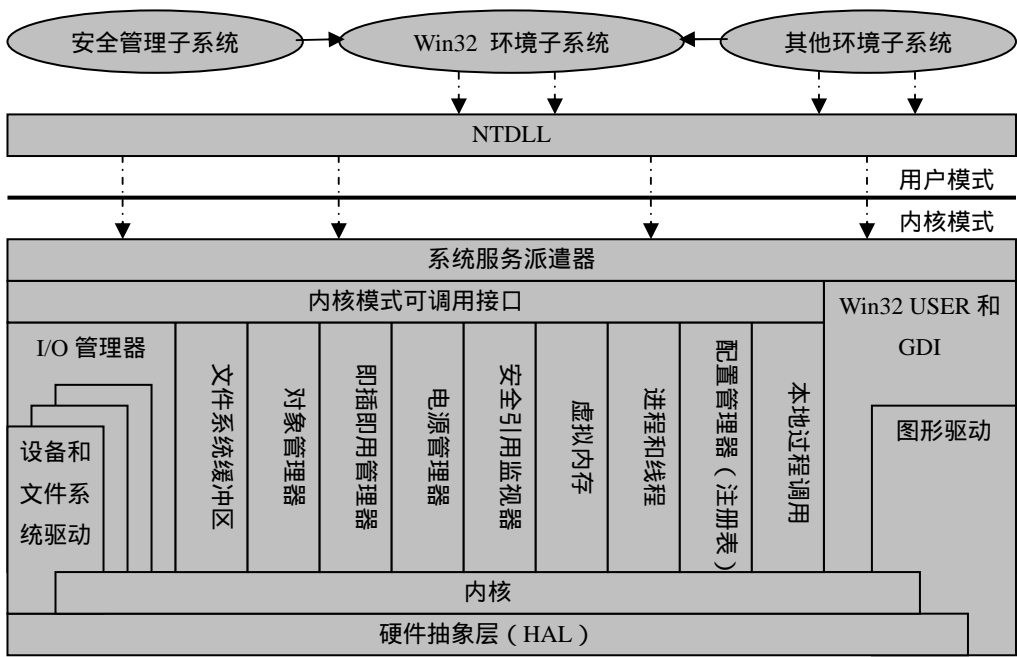 安全管理子系统
Win32 环境子系统
其他环境子系统
NTDLL
用户模式
内核模式
系统服务派遣器
内核模式可调用接口
Win32 USER 和
GDI
I/O 管理器
文件系统缓冲区
对象管理器
即插即用管理器
电源管理器
安全引用监视器
虚拟内存
进程和线程
配置管理器(注册表)
本地过程调用
设备和
文件系
统驱动
图形驱动
内核
硬件抽象层(HAL)